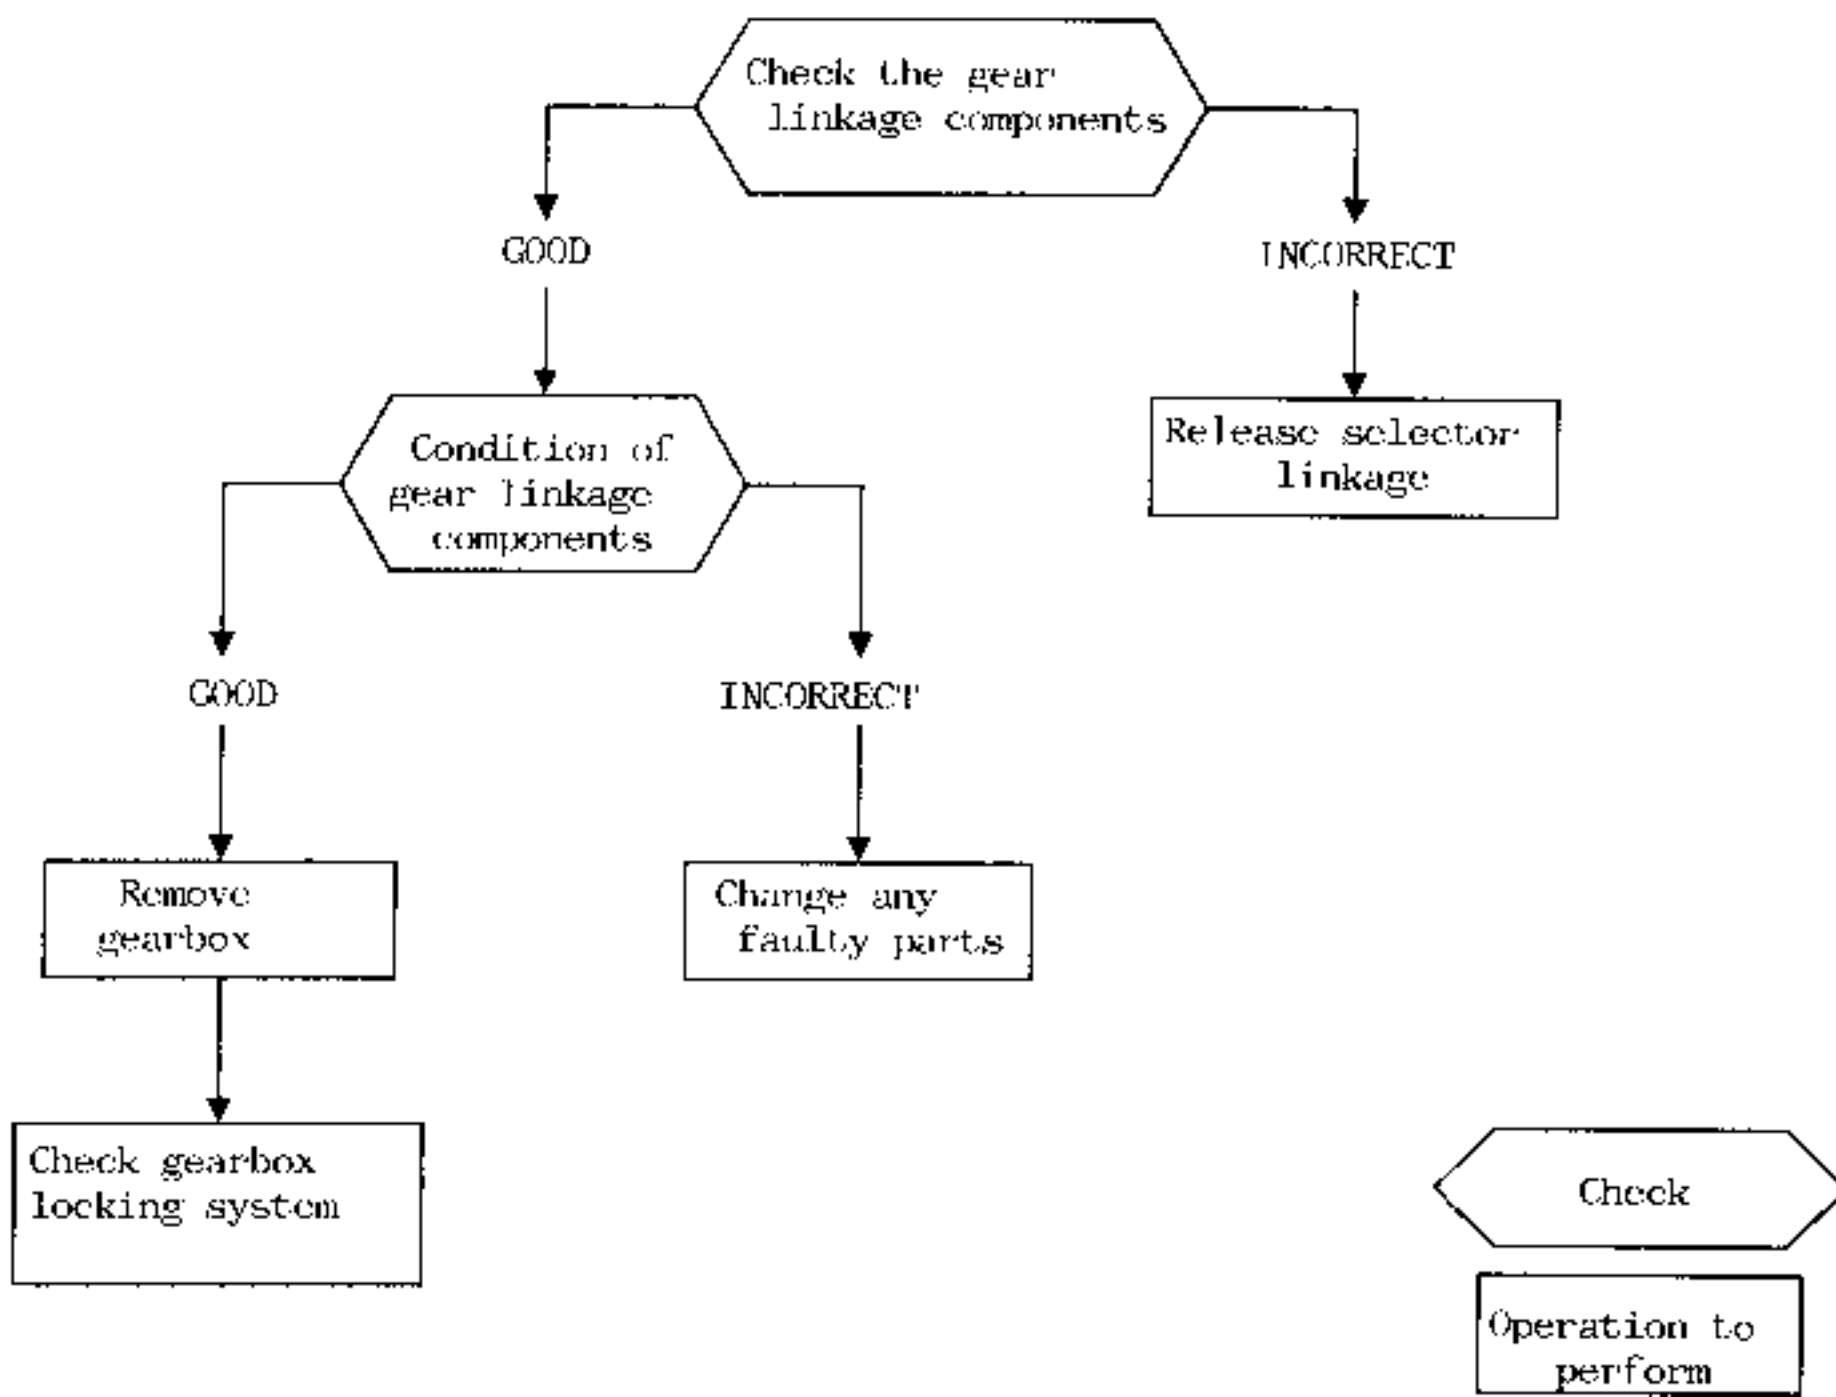 Check the gear
linkage components
GOOD
INCORRECT
Condition of
gear linkage
components
Release selector
linkage
GOOD
INCORRECT
Remove
gearbox
Change any
faulty parts
Check gearbox
locking system
Check
Operation to
perform